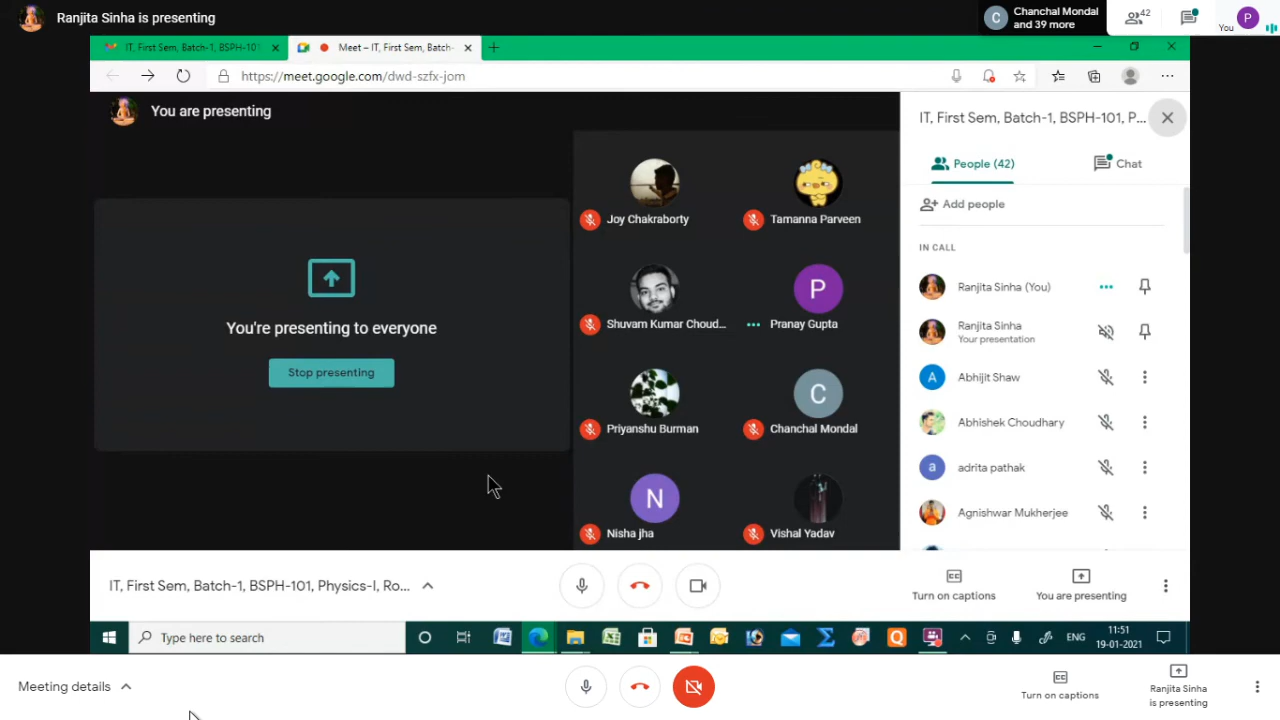 Ranjita Sinha is presenting
C
Chanchal Mondal
and 39 more
42
You
P
IT, First Sem, Batch-1, BSPH-101
Meet – IT, First Sem, Batch-
https://meet.google.com/dwd-szfx-jom
You are presenting
You're presenting to everyone
Stop presenting
Joy Chakraborty
Tamanna Parveen
Shuvam Kumar Choud...
P
Pranay Gupta
Priyanshu Burman
C
Chanchal Mondal
N
Nisha jha
Vishal Yadav
IT, First Sem, Batch-1, BSPH-101, P...
People (42)
Chat
Add people
IN CALL
Ranjita Sinha (You)
Ranjita Sinha
Your presentation
A
Abhijit Shaw
Abhishek Choudhary
a
adrita pathak
Agnishwar Mukherjee
IT, First Sem, Batch-1, BSPH-101, Physics-I, Ro...
CC
Turn on captions
You are presenting
Type here to search
ENG
11:51
19-01-2021
Meeting details
CC
Turn on captions
Ranjita Sinha
is presenting